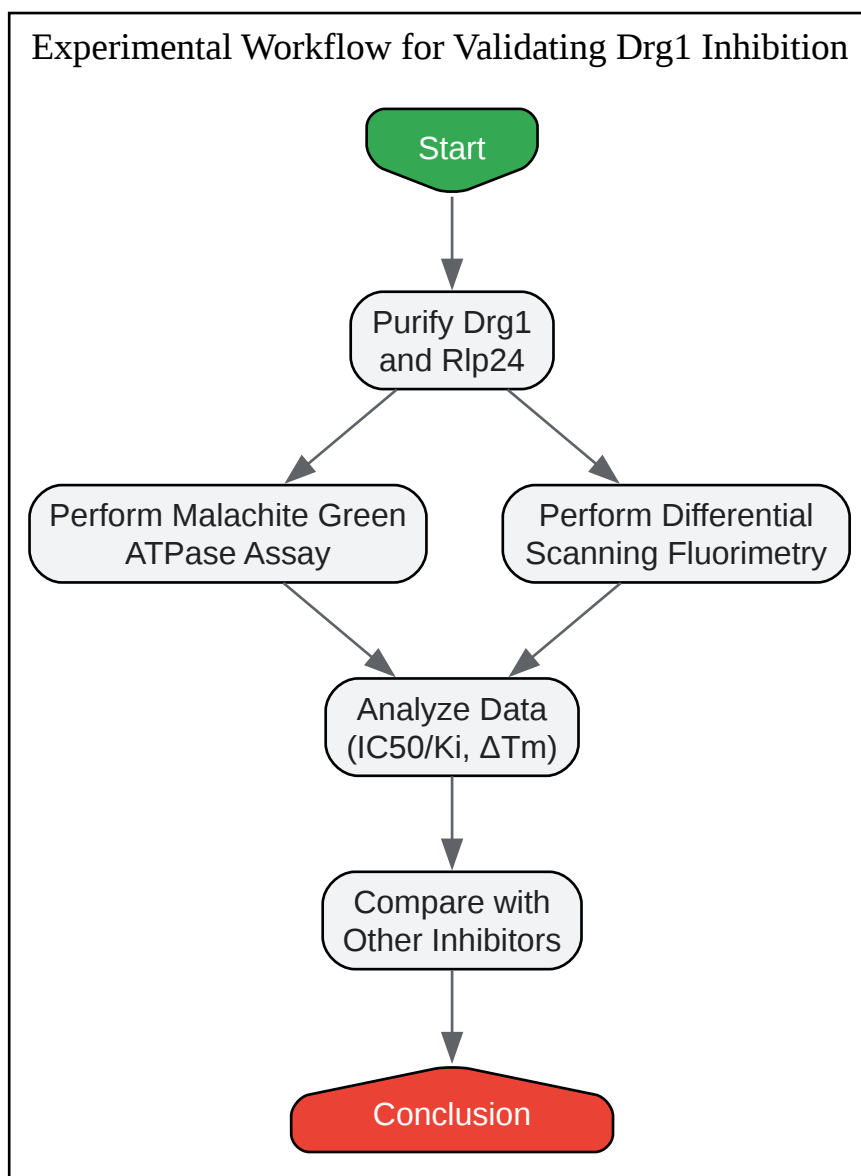 Experimental Workflow for Validating Drg1 Inhibition
Start
Purify Drg1
and Rlp24
Perform Malachite Green
ATPase Assay
Perform Differential
Scanning Fluorimetry
Analyze Data
(IC50/Ki, ΔTm)
Compare with
Other Inhibitors
Conclusion